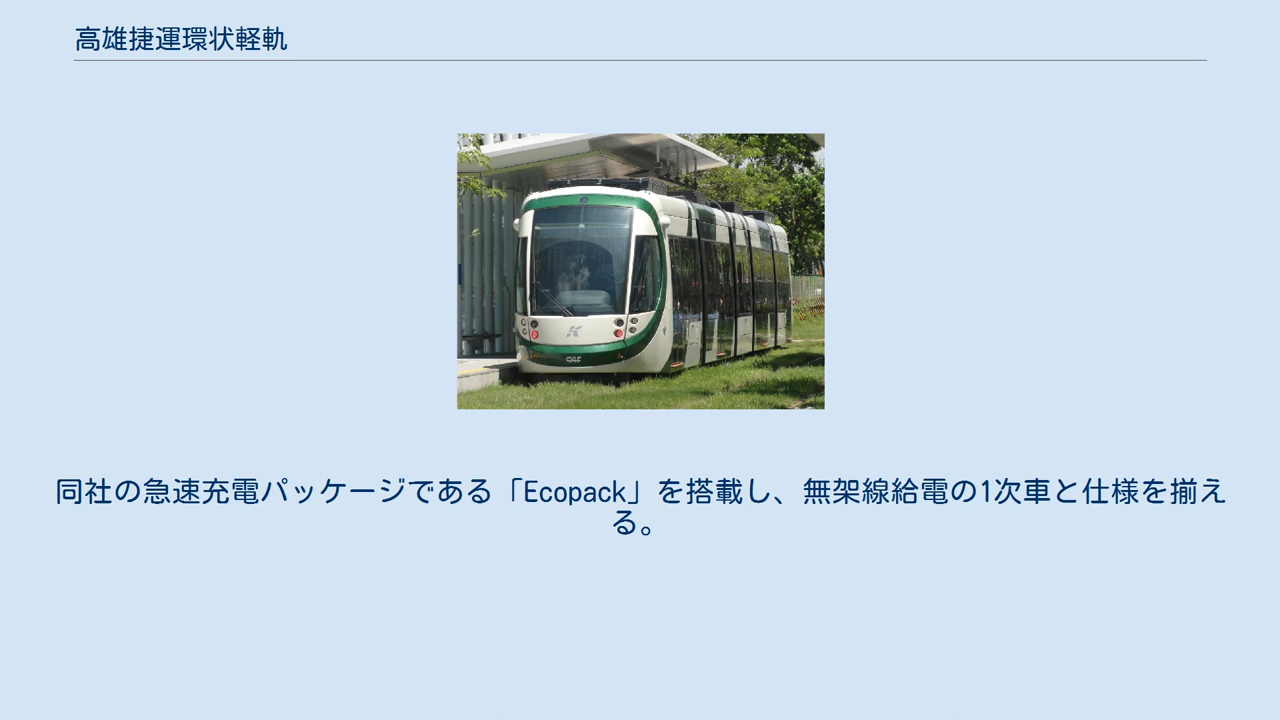 高雄捷運環状軽軌
CAF
同社の急速充電パッケージである「Ecopack」を搭載し、無架線給電の1次車と仕様を揃え
る。